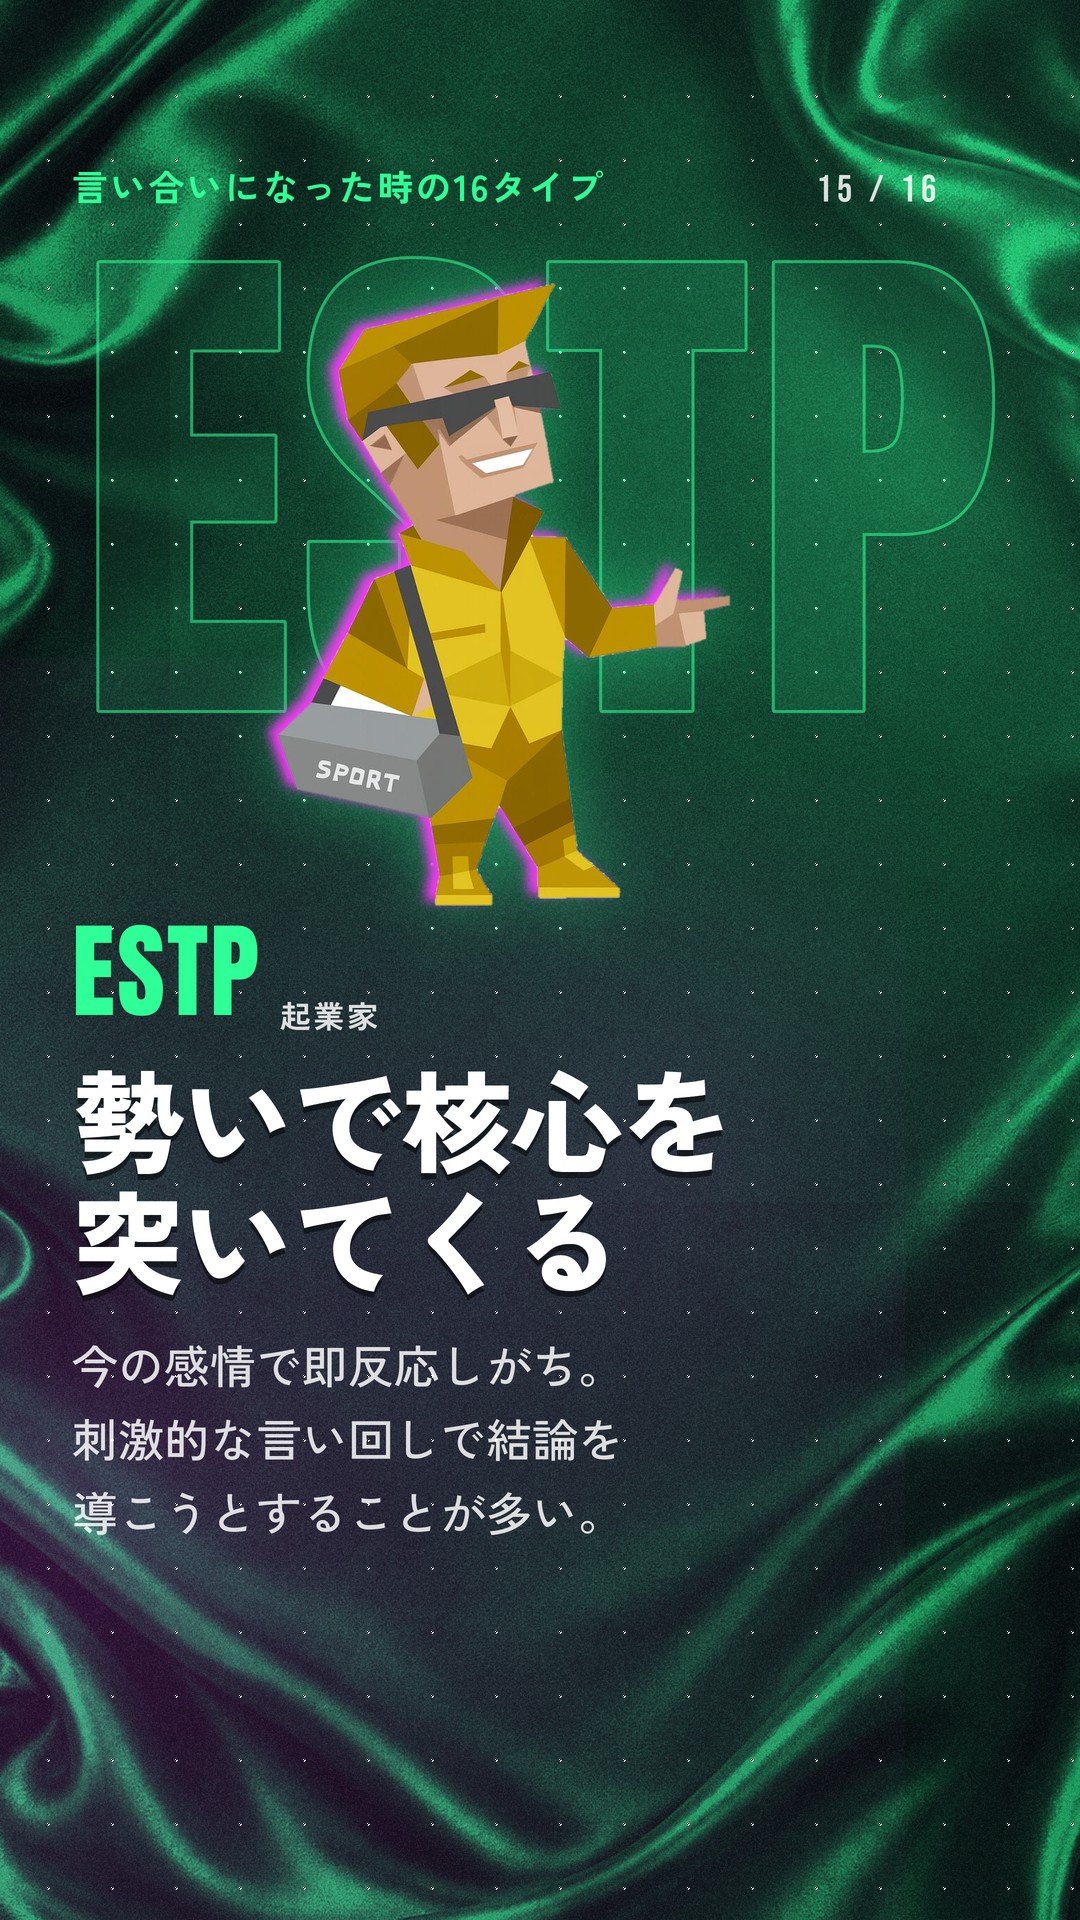 言い合いになった時の16タイプ
15 / 16
ESTP
SPORT
ESTP
起業家
勢いで核心を
突いてくる
今の感情で即反応しがち。
刺激的な言い回しで結論を
導こうとすることが多い。